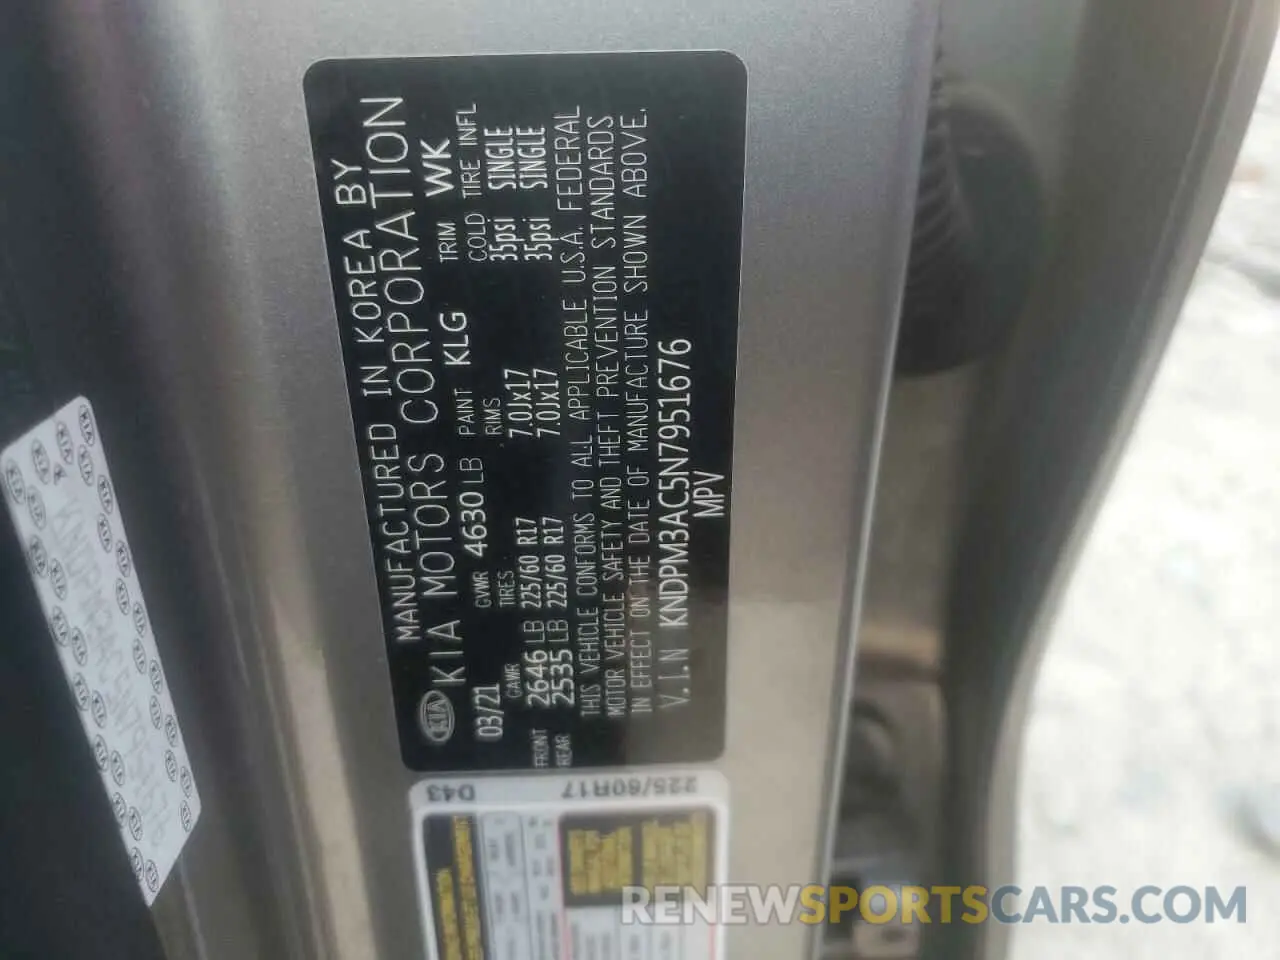 MANUFACTURED IN KOREA BY
KIA KIA MOTORS CORPORATION
03/21 GVWR 4630 LB PAINT KLG TRIM WK
GAWR TIRES RIMS COLD TIRE INFL
FRONT 2646 LB 225/60 R17 7.0Jx17 35psi SINGLE
REAR 2535 LB 225/60 R17 7.0Jx17 35psi SINGLE
THIS VEHICLE CONFORMS TO ALL APPLICABLE U.S.A. FEDERAL
MOTOR VEHICLE SAFETY AND THEFT PREVENTION STANDARDS
IN EFFECT ON THE DATE OF MANUFACTURE SHOWN ABOVE.
V.I.N KNDPM3AC5N7951676
MPV
D43
225/60R17
RENEWSPORTSCARS.COM